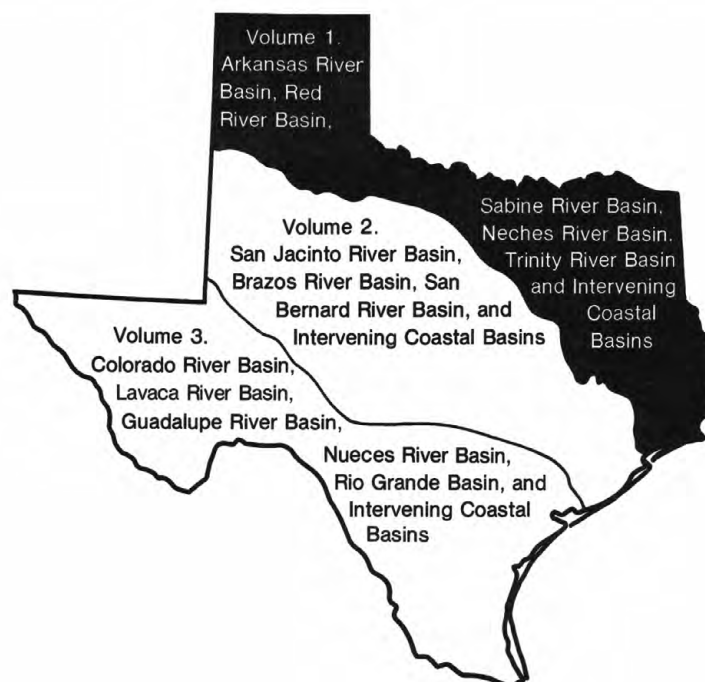 Volume 1.
Arkansas River
Basin, Red
River Basin,
Sabine River Basin,
Neches River Basin.
Trinity River Basin
and Intervening
Coastal
Basins
Volume 2.
San Jacinto River Basin,
Brazos River Basin, San
Bernard River Basin, and
Intervening Coastal Basins
Volume 3.
Colorado River Basin,
Lavaca River Basin,
Guadalupe River Basin,
Nueces River Basin,
Rio Grande Basin, and
Intervening Coastal
Basins